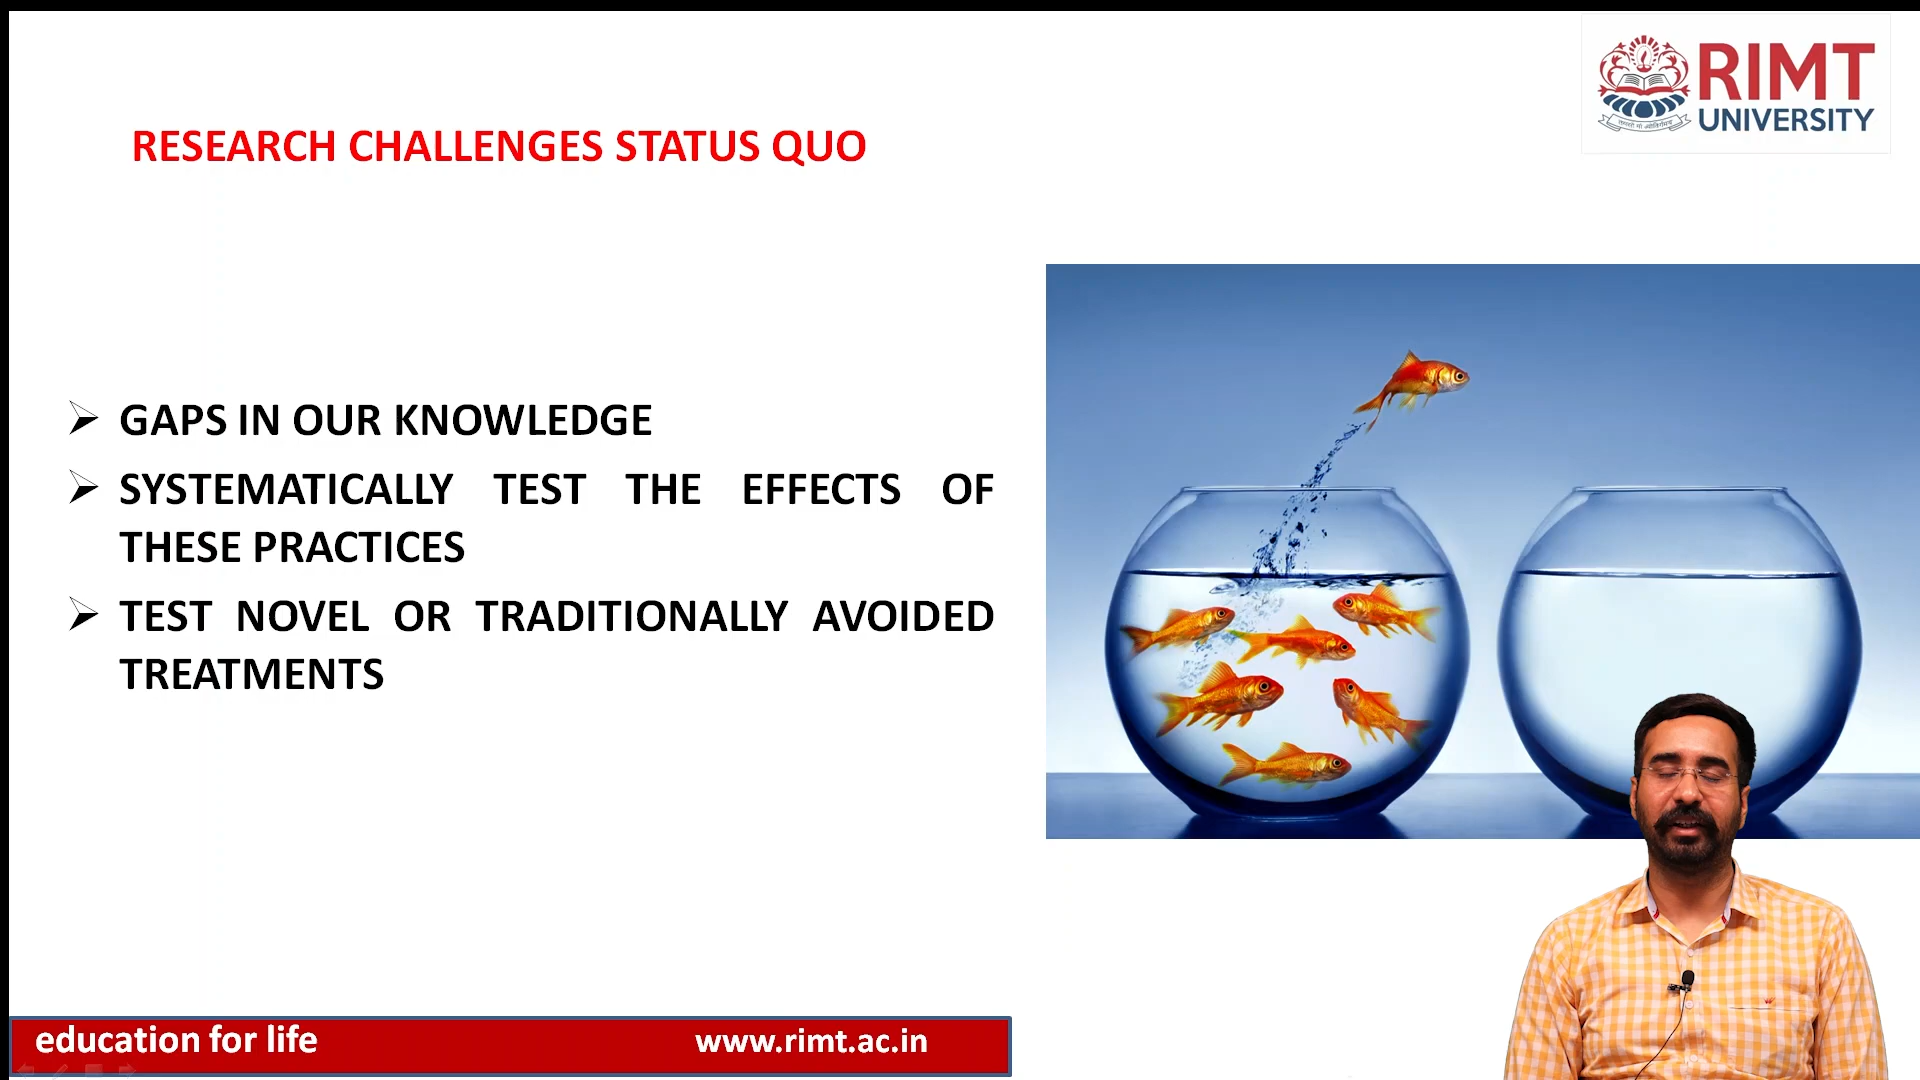 RIMT
UNIVERSITY
RESEARCH CHALLENGES STATUS QUO
GAPS IN OUR KNOWLEDGE
SYSTEMATICALLY TEST THE EFFECTS OF
THESE PRACTICES
TEST NOVEL OR TRADITIONALLY AVOIDED
TREATMENTS
education for life
www.rimt.ac.in